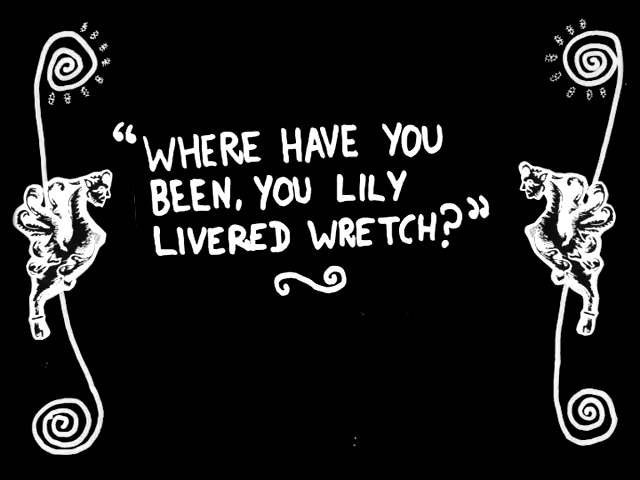 “WHERE HAVE YOU
BEEN, YOU LILY
LIVERED WRETCH?”